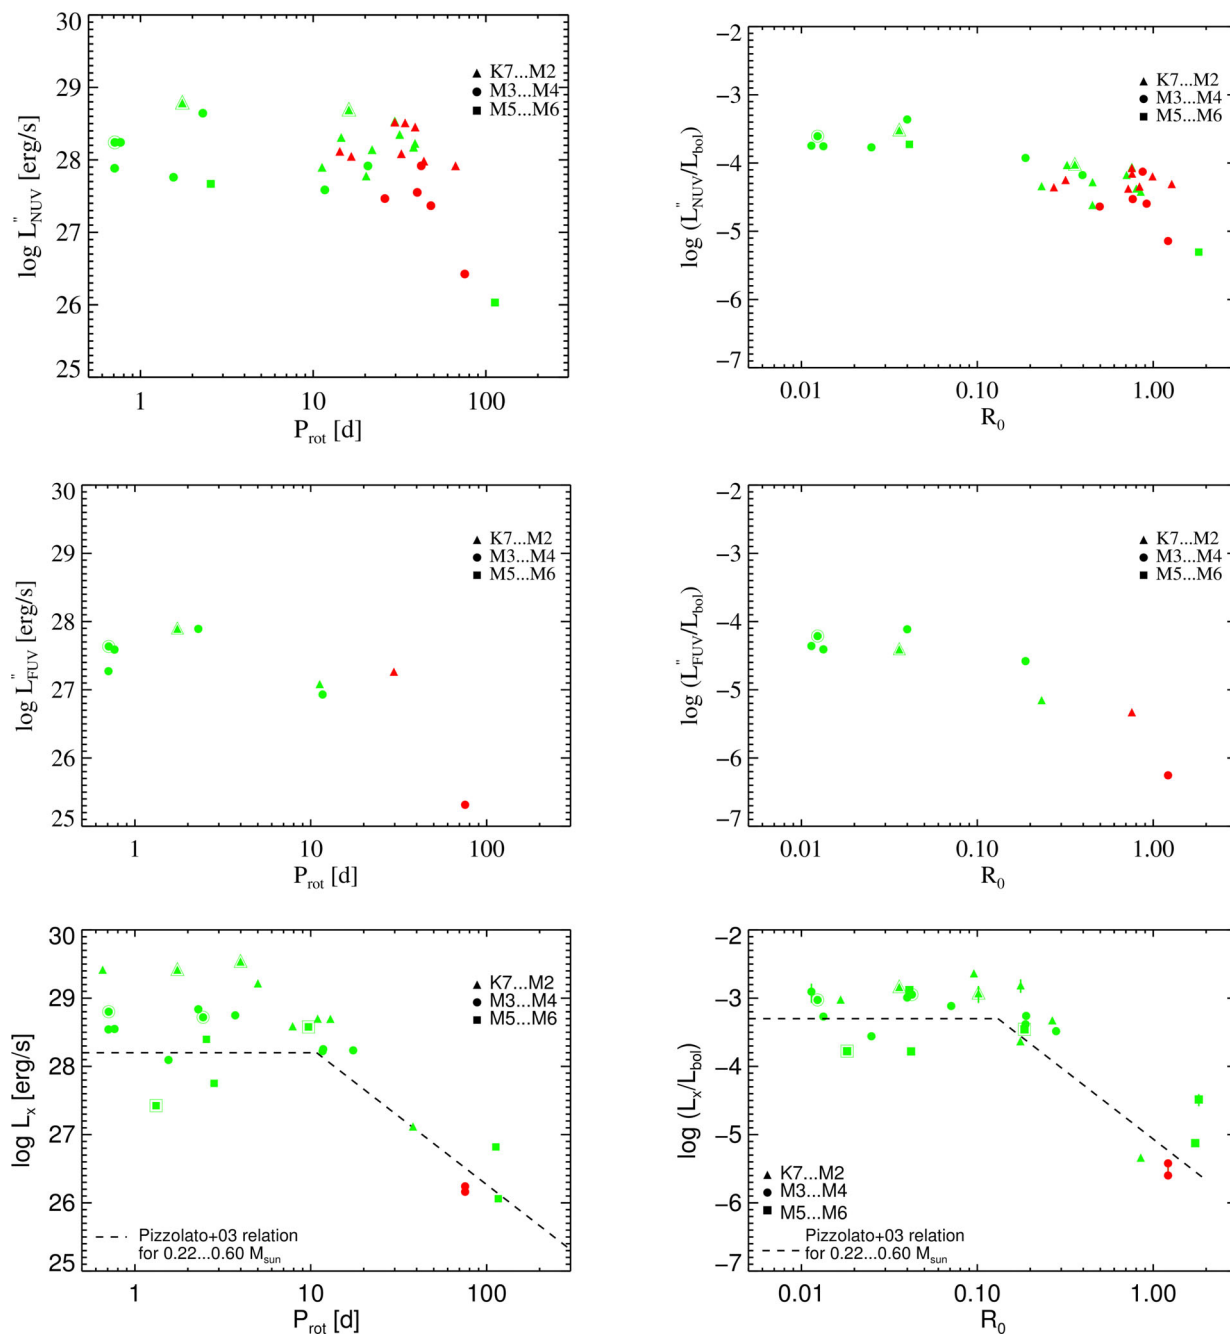 30
29
28
27
26
25
log L"NUV [erg/s]
K7...M2
M3...M4
M5...M6
1 10 100
Prot [d]
−2
−3
−4
−5
−6
−7
log (L"NUV/Lbol)
K7...M2
M3...M4
M5...M6
0.01 0.10 1.00
R0
30
29
28
27
26
25
log L"FUV [erg/s]
K7...M2
M3...M4
M5...M6
1 10 100
Prot [d]
−2
−3
−4
−5
−6
−7
log (L"FUV/Lbol)
K7...M2
M3...M4
M5...M6
0.01 0.10 1.00
R0
30
29
28
27
26
25
log Lx [erg/s]
K7...M2
M3...M4
M5...M6
Pizzolato+03 relation
for 0.22...0.60 Msun
1 10 100
Prot [d]
−2
−3
−4
−5
−6
−7
log (Lx/Lbol)
K7...M2
M3...M4
M5...M6
Pizzolato+03 relation
for 0.22...0.60 Msun
0.01 0.10 1.00
R0